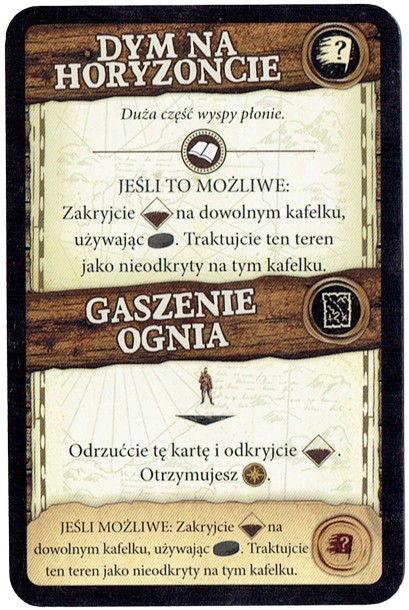 DYM NA
HORYZONCIE
?
Duża część wyspy płonie.
JEŚLI TO MOŻLIWE:
Zakryjcie na dowolnym kafelku,
używając . Traktujcie ten teren
jako nieodkryty na tym kafelku.
GASZENIE
OGNIA
Odrzućcie tę kartę i odkryjcie .
Otrzymujesz .
JEŚLI MOŻLIWE: Zakryjcie na
dowolnym kafelku, używając . Traktujcie
ten teren jako nieodkryty na tym kafelku.
?